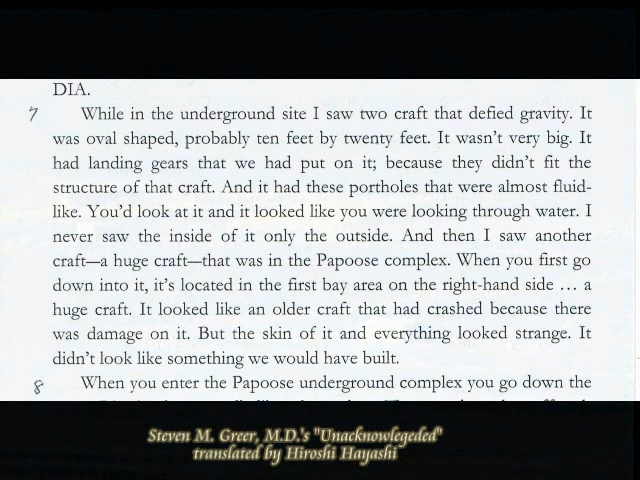 DIA.
7 While in the underground site I saw two craft that defied gravity. It
was oval shaped, probably ten feet by twenty feet. It wasn't very big. It
had landing gears that we had put on it; because they didn't fit the
structure of that craft. And it had these portholes that were almost fluid-
like. You'd look at it and it looked like you were looking through water. I
never saw the inside of it only the outside. And then I saw another
craft—a huge craft—that was in the Papoose complex. When you first go
down into it, it's located in the first bay area on the right-hand side … a
huge craft. It looked like an older craft that had crashed because there
was damage on it. But the skin of it and everything looked strange. It
didn't look like something we would have built.
8 When you enter the Papoose underground complex you go down the
Steven M. Greer, M.D.'s "Unacknowlegeded"
translated by Hiroshi Hayashi